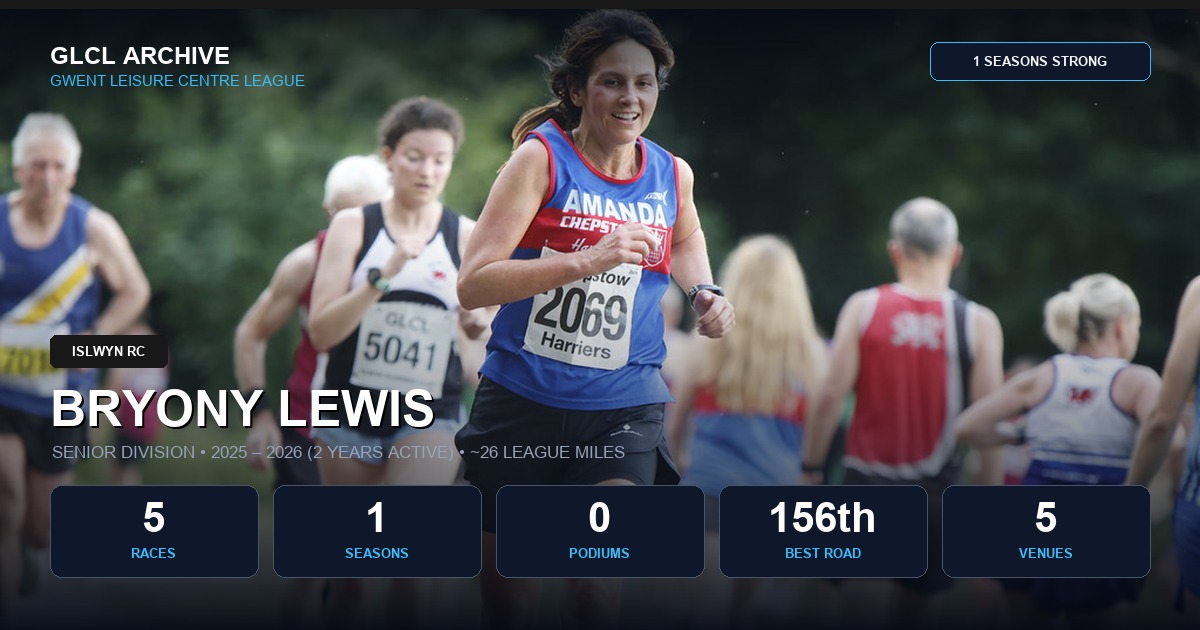 GLCL ARCHIVE
GWENT LEISURE CENTRE LEAGUE
1 SEASONS STRONG
AMANDA
2069
Harriers
GLCL
5041
701
ISLWYN RC
BRYONY LEWIS
SENIOR DIVISION • 2025 – 2026 (2 YEARS ACTIVE) • ~26 LEAGUE MILES
5
RACES
1
SEASONS
0
PODIUMS
156th
BEST ROAD
5
VENUES